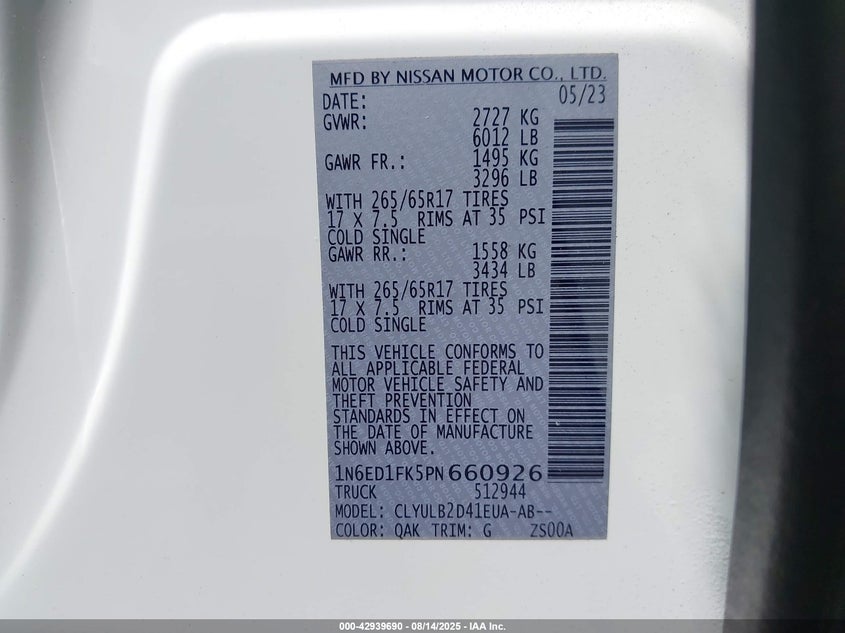 MFD BY NISSAN MOTOR CO., LTD.
DATE: 05/23
GVWR: 2727 KG
6012 LB
GAWR FR.: 1495 KG
3296 LB
WITH 265/65R17 TIRES
17 X 7.5 RIMS AT 35 PSI
COLD SINGLE
GAWR RR.: 1558 KG
3434 LB
WITH 265/65R17 TIRES
17 X 7.5 RIMS AT 35 PSI
COLD SINGLE
THIS VEHICLE CONFORMS TO
ALL APPLICABLE FEDERAL
MOTOR VEHICLE SAFETY AND
THEFT PREVENTION
STANDARDS IN EFFECT ON
THE DATE OF MANUFACTURE
SHOWN ABOVE.
1N6ED1FK5PN660926
TRUCK 512944
MODEL: CLYULB2D41EUA-AB--
COLOR: QAK TRIM: G ZS00A
000-42939690 - 08/14/2025 - IAA Inc.